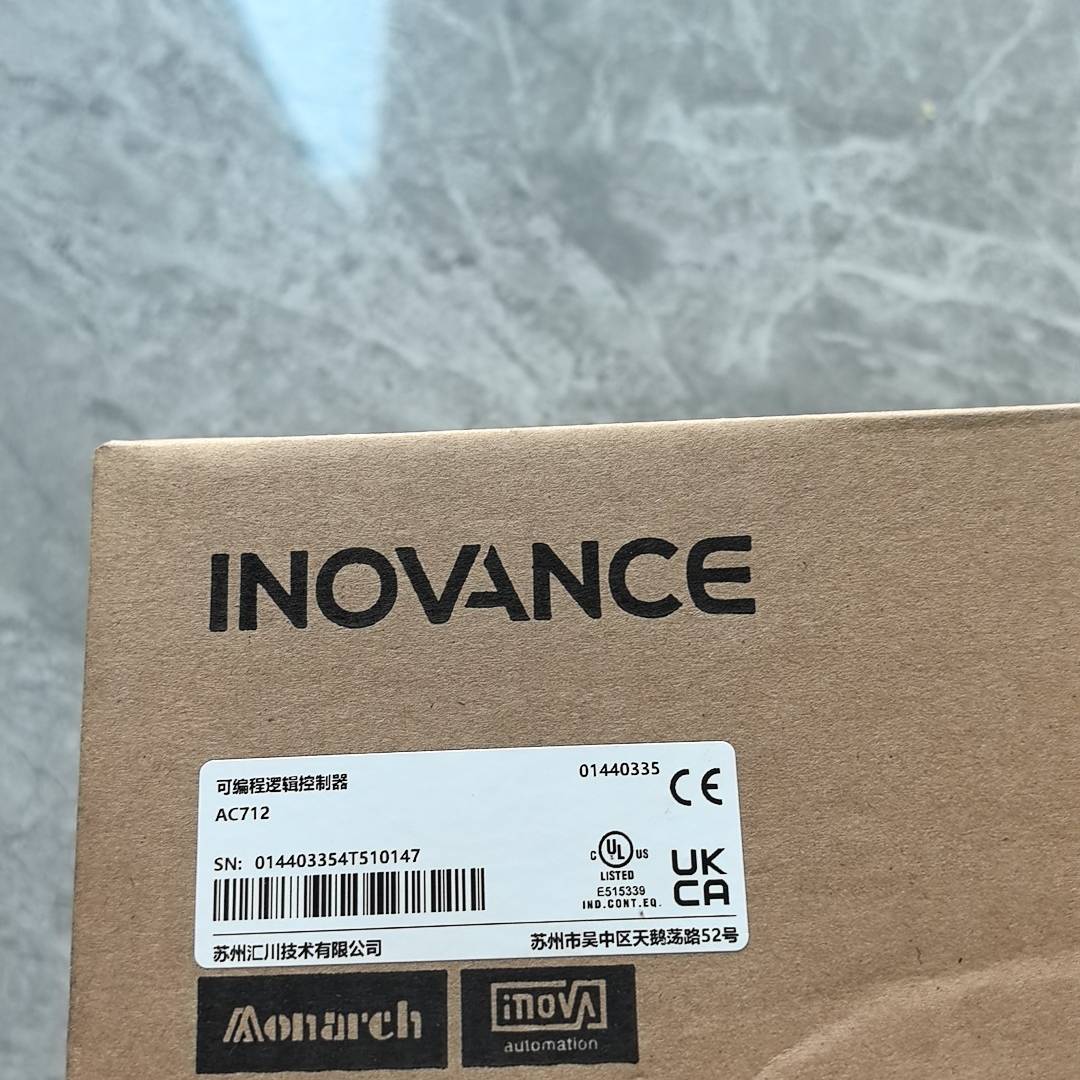 INOVANCE
可编程逻辑控制器
01440335
CE
AC712
SN: 014403354T510147
C UL US
LISTED
E515339
IND.CONT.EQ.
UK
CA
苏州汇川技术有限公司
苏州市吴中区天鹅荡路52号
Monarch
inovA
automation